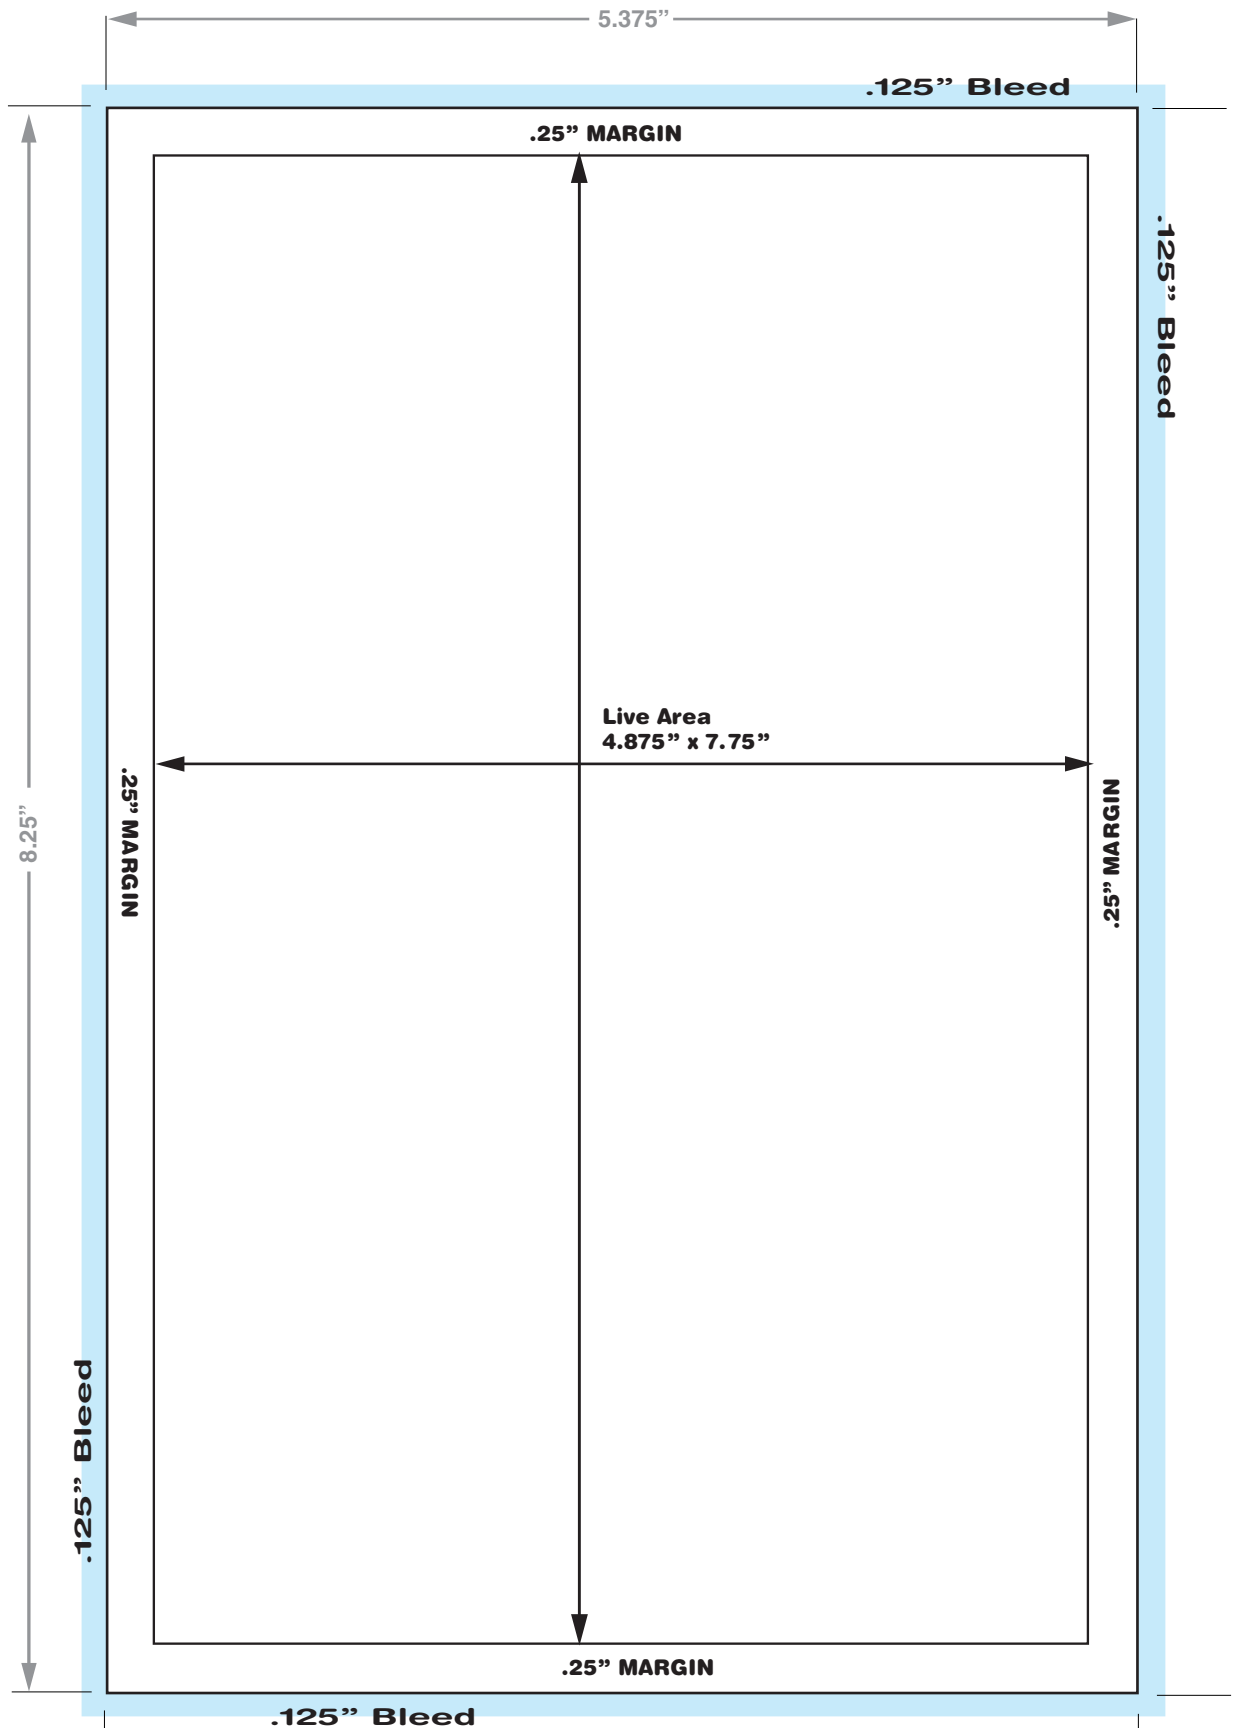 5.375”
.125” Bleed
.25” MARGIN
.125” Bleed
Live Area
4.875” x 7.75”
.25” MARGIN
.25” MARGIN
8.25”
.125” Bleed
.25” MARGIN
.125” Bleed